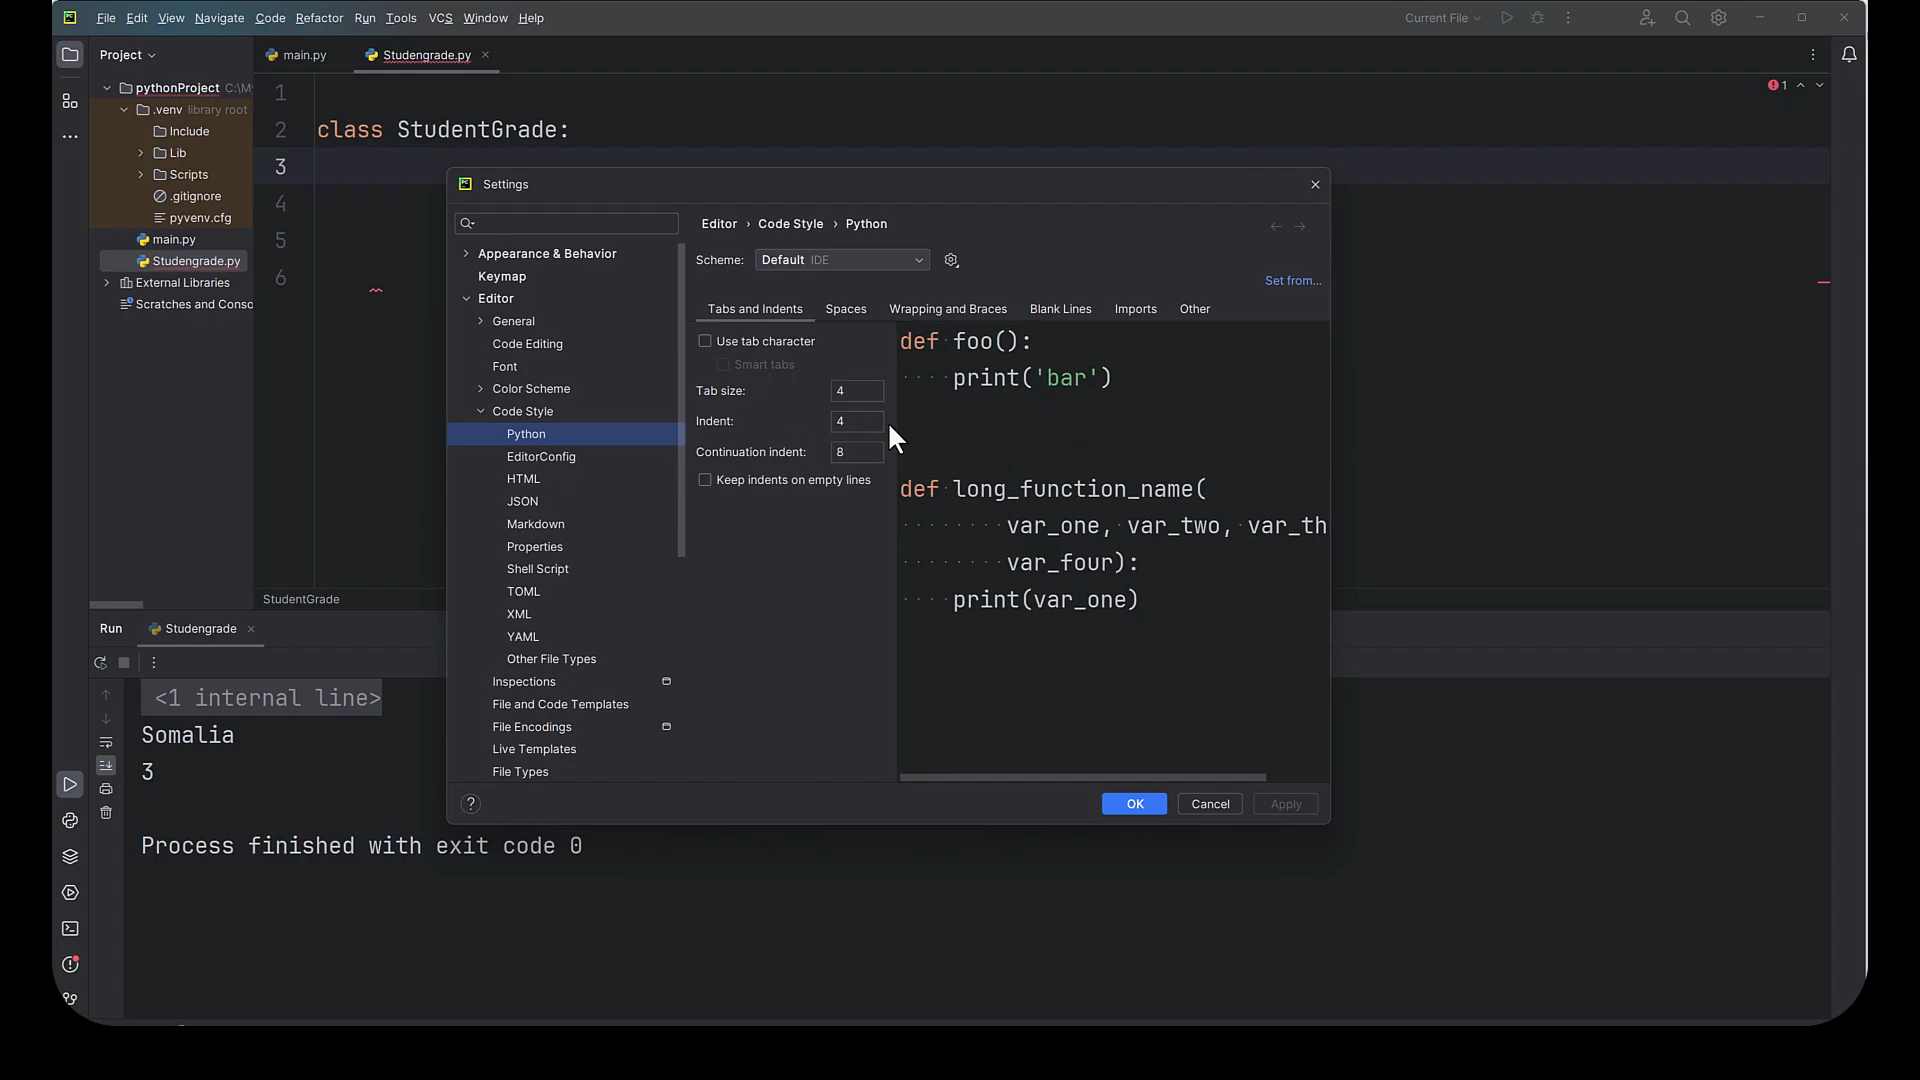 File Edit View Navigate Code Refactor Run Tools VCS Window Help
Current File
Project
main.py
Studengrade.py
pythonProject C:\M
.venv library root
Include
Lib
Scripts
.gitignore
pyvenv.cfg
main.py
Studengrade.py
External Libraries
Scratches and Conso
1
2 class StudentGrade:
3
4
5
6
1
StudentGrade
Settings
Appearance & Behavior
Keymap
Editor
General
Code Editing
Font
Color Scheme
Code Style
Python
EditorConfig
HTML
JSON
Markdown
Properties
Shell Script
TOML
XML
YAML
Other File Types
Inspections
File and Code Templates
File Encodings
Live Templates
File Types
Editor › Code Style › Python
Scheme: Default IDE
Set from...
Tabs and Indents Spaces Wrapping and Braces Blank Lines Imports Other
Use tab character
Smart tabs
Tab size: 4
Indent: 4
Continuation indent: 8
Keep indents on empty lines
def foo():
print('bar')
def long_function_name(
var_one, var_two, var_th
var_four):
print(var_one)
?
OK Cancel Apply
Run Studengrade
<1 internal line>
Somalia
3
Process finished with exit code 0